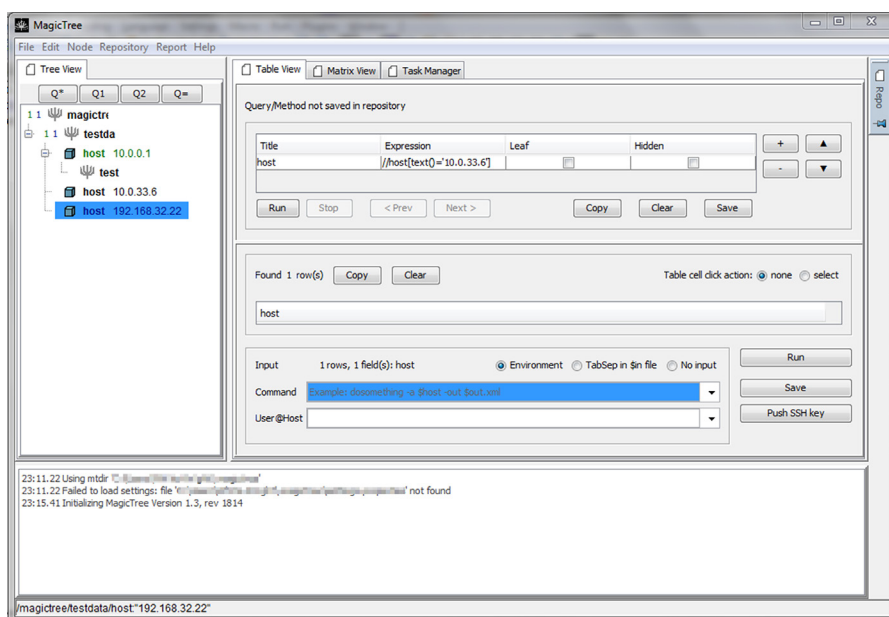 MagicTree
File Edit Node Repository Report Help
Tree View
Q* Q1 Q2 Q=
1 1 magictre
1 1 testda
host 10.0.0.1
test
host 10.0.33.6
host 192.168.32.22
Table View Matrix View Task Manager
Query/Method not saved in repository
Title Expression Leaf Hidden
host //host[text()='10.0.33.6']
+
-
Run Stop < Prev Next > Copy Clear Save
Found 1 row(s) Copy Clear Table cell click action: none select
host
Input 1 rows, 1 field(s): host Environment TabSep in $in file No input
Command Example: dosomething -a $host -out $out.xml
User@Host
Run
Save
Push SSH key
Repo
23:11.22 Using mtdir
23:11.22 Failed to load settings: file ' ' not found
23:15.41 Initializing MagicTree Version 1.3, rev 1814
/magictree/testdata/host:"192.168.32.22"